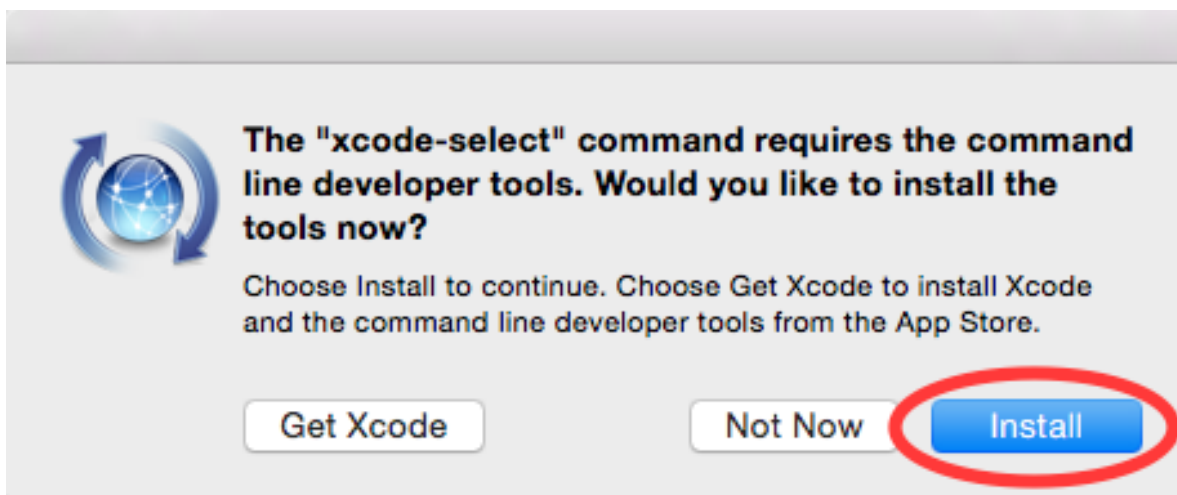 The "xcode-select" command requires the command
line developer tools. Would you like to install the
tools now?
Choose Install to continue. Choose Get Xcode to install Xcode
and the command line developer tools from the App Store.
Get Xcode
Not Now
Install